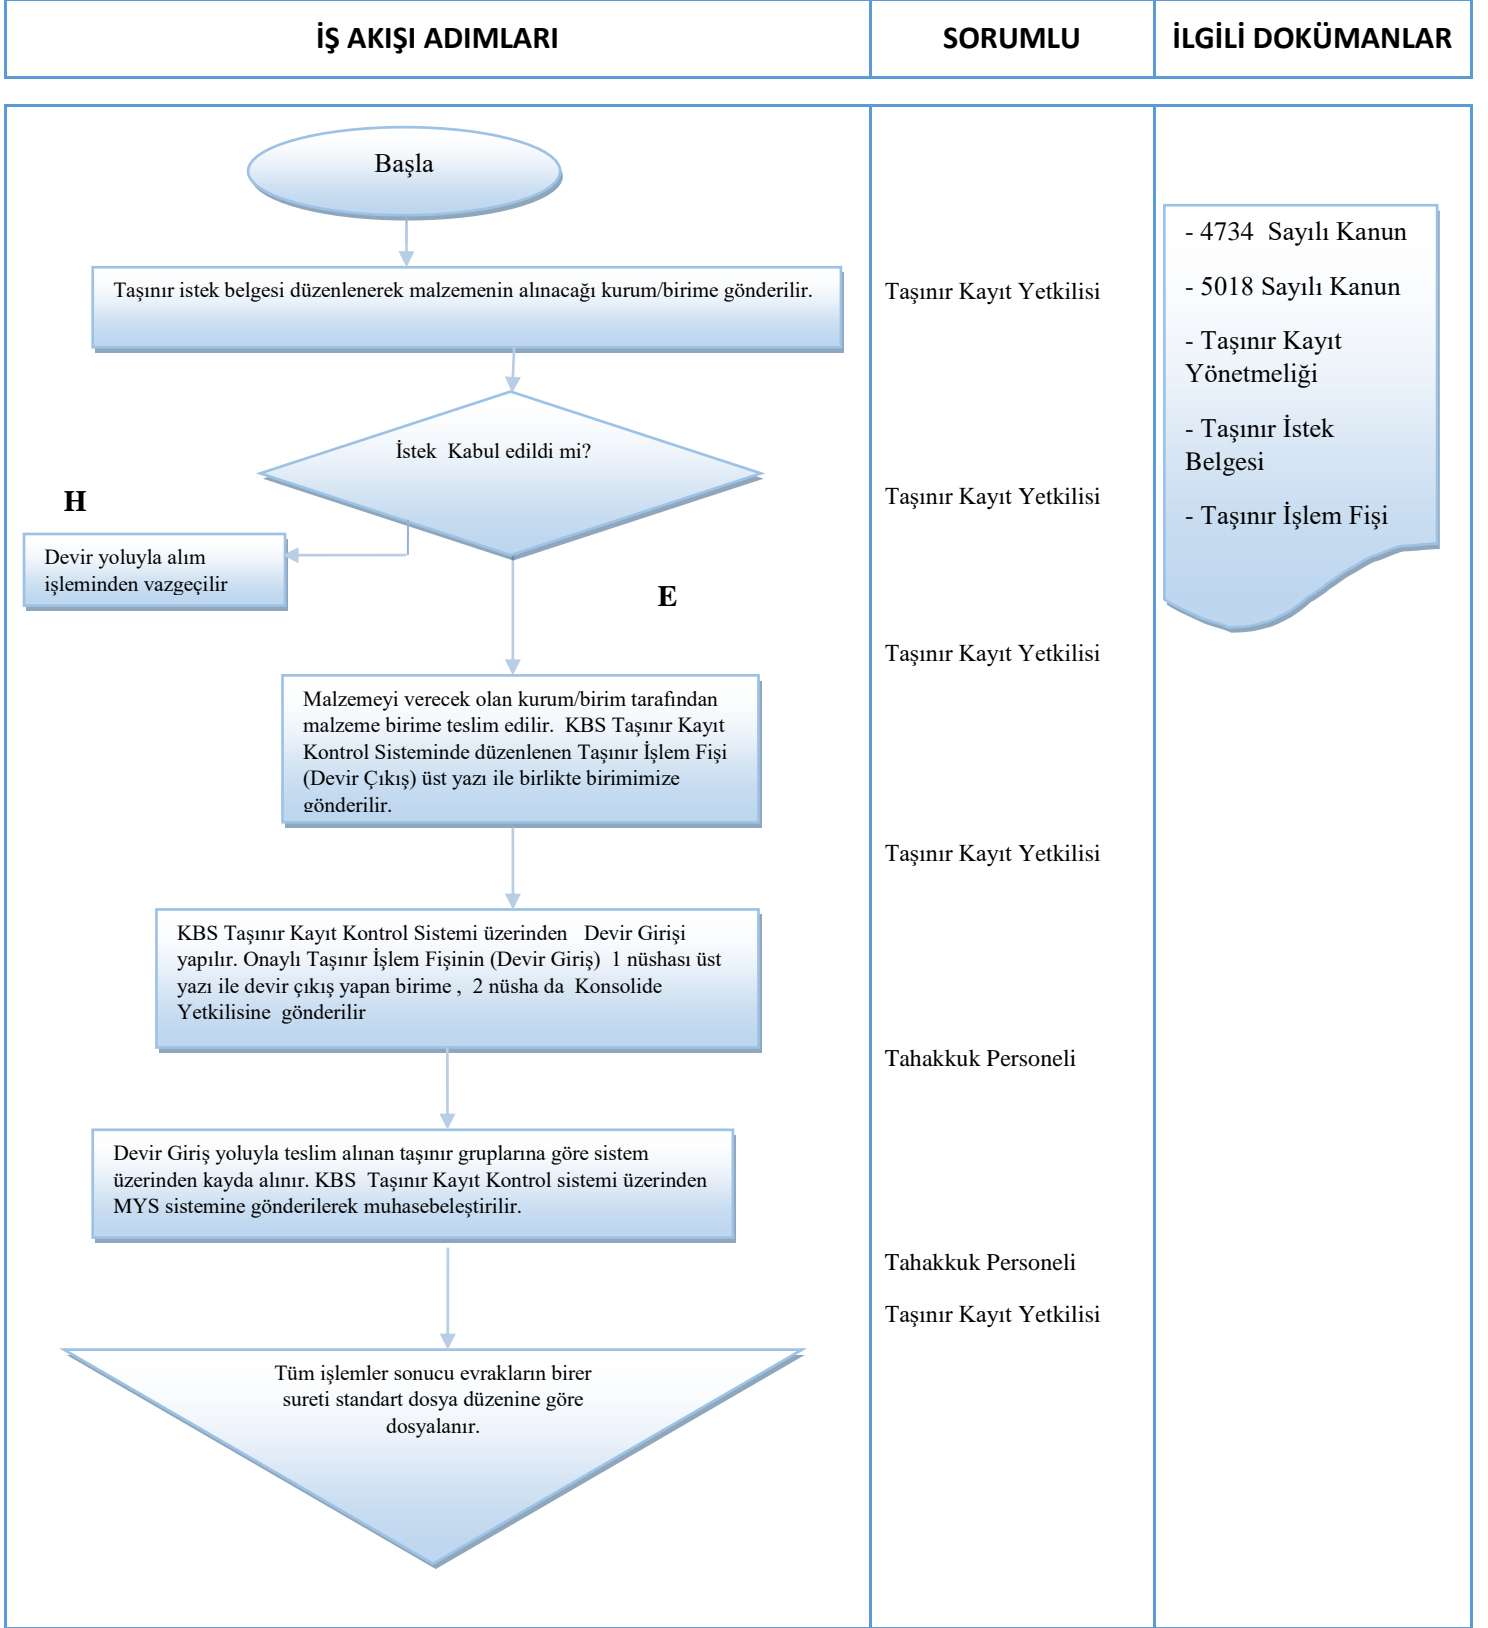 İŞ AKIŞI ADIMLARI
SORUMLU
İLGİLİ DOKÜMANLAR
Başla
Taşınır istek belgesi düzenlenerek malzemenin alınacağı kurum/birime gönderilir.
İstek Kabul edildi mi?
H
Devir yoluyla alım
işleminden vazgeçilir
E
Malzemeyi verecek olan kurum/birim tarafından
malzeme birime teslim edilir. KBS Taşınır Kayıt
Kontrol Sisteminde düzenlenen Taşınır İşlem Fişi
(Devir Çıkış) üst yazı ile birlikte birimimize
gönderilir.
KBS Taşınır Kayıt Kontrol Sistemi üzerinden Devir Girişi
yapılır. Onaylı Taşınır İşlem Fişinin (Devir Giriş) 1 nüshası üst
yazı ile devir çıkış yapan birime , 2 nüsha da Konsolide
Yetkilisine gönderilir
Devir Giriş yoluyla teslim alınan taşınır gruplarına göre sistem
üzerinden kayda alınır. KBS Taşınır Kayıt Kontrol sistemi üzerinden
MYS sistemine gönderilerek muhasebeleştirilir.
Tüm işlemler sonucu evrakların birer
sureti standart dosya düzenine göre
dosyalanır.
Taşınır Kayıt Yetkilisi
Taşınır Kayıt Yetkilisi
Taşınır Kayıt Yetkilisi
Taşınır Kayıt Yetkilisi
Tahakkuk Personeli
Tahakkuk Personeli
Taşınır Kayıt Yetkilisi
- 4734 Sayılı Kanun
- 5018 Sayılı Kanun
- Taşınır Kayıt
Yönetmeliği
- Taşınır İstek
Belgesi
- Taşınır İşlem Fişi